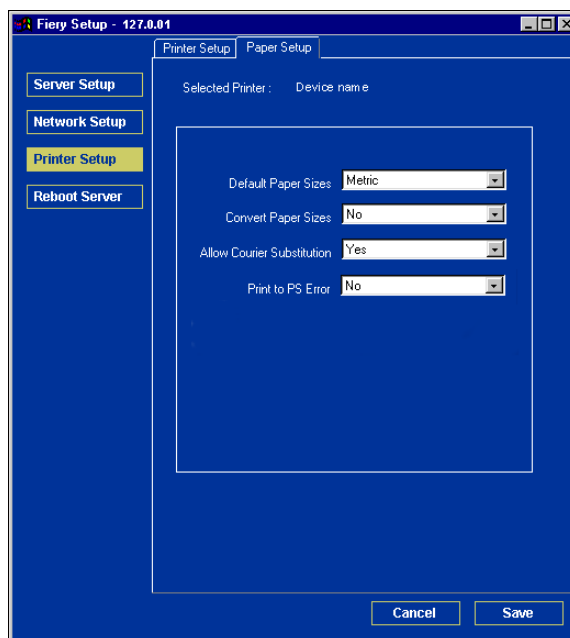 Fiery Setup - 127.0.01
Printer Setup Paper Setup
Server Setup
Network Setup
Printer Setup
Reboot Server
Selected Printer : Device name
Default Paper Sizes Metric
Convert Paper Sizes No
Allow Courier Substitution Yes
Print to PS Error No
Cancel Save